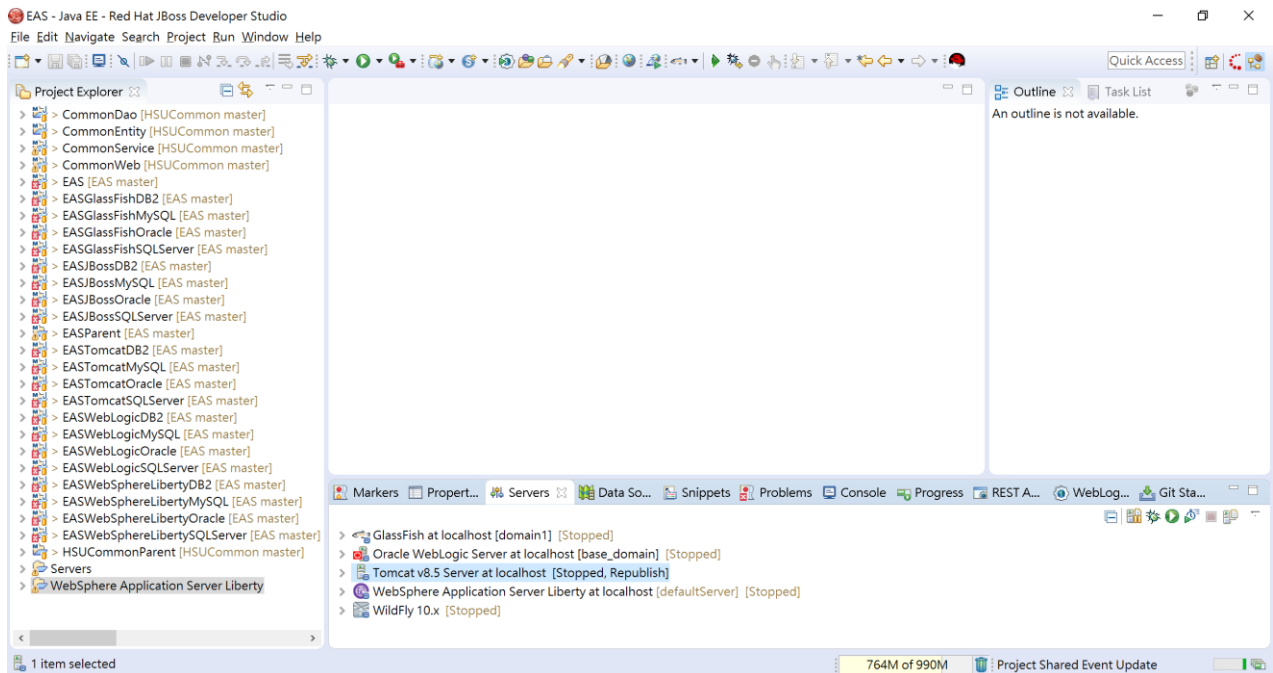 EAS - Java EE - Red Hat JBoss Developer Studio
File Edit Navigate Search Project Run Window Help
Quick Access
Project Explorer
> CommonDao [HSUCommon master]
> CommonEntity [HSUCommon master]
> CommonService [HSUCommon master]
> CommonWeb [HSUCommon master]
> EAS [EAS master]
> EASGlassFishDB2 [EAS master]
> EASGlassFishMySQL [EAS master]
> EASGlassFishOracle [EAS master]
> EASGlassFishSQLServer [EAS master]
> EASJBossDB2 [EAS master]
> EASJBossMySQL [EAS master]
> EASJBossOracle [EAS master]
> EASJBossSQLServer [EAS master]
> EASParent [EAS master]
> EASTomcatDB2 [EAS master]
> EASTomcatMySQL [EAS master]
> EASTomcatOracle [EAS master]
> EASTomcatSQLServer [EAS master]
> EASWebLogicDB2 [EAS master]
> EASWebLogicMySQL [EAS master]
> EASWebLogicOracle [EAS master]
> EASWebLogicSQLServer [EAS master]
> EASWebSphereLibertyDB2 [EAS master]
> EASWebSphereLibertyMySQL [EAS master]
> EASWebSphereLibertyOracle [EAS master]
> EASWebSphereLibertySQLServer [EAS master]
> HSUCommonParent [HSUCommon master]
Servers
WebSphere Application Server Liberty
Outline Task List
An outline is not available.
Markers Propert... Servers Data So... Snippets Problems Console Progress REST A... WebLog... Git Sta...
GlassFish at localhost [domain1] [Stopped]
Oracle WebLogic Server at localhost [base_domain] [Stopped]
Tomcat v8.5 Server at localhost [Stopped, Republish]
WebSphere Application Server Liberty at localhost [defaultServer] [Stopped]
WildFly 10.x [Stopped]
1 item selected
764M of 990M
Project Shared Event Update